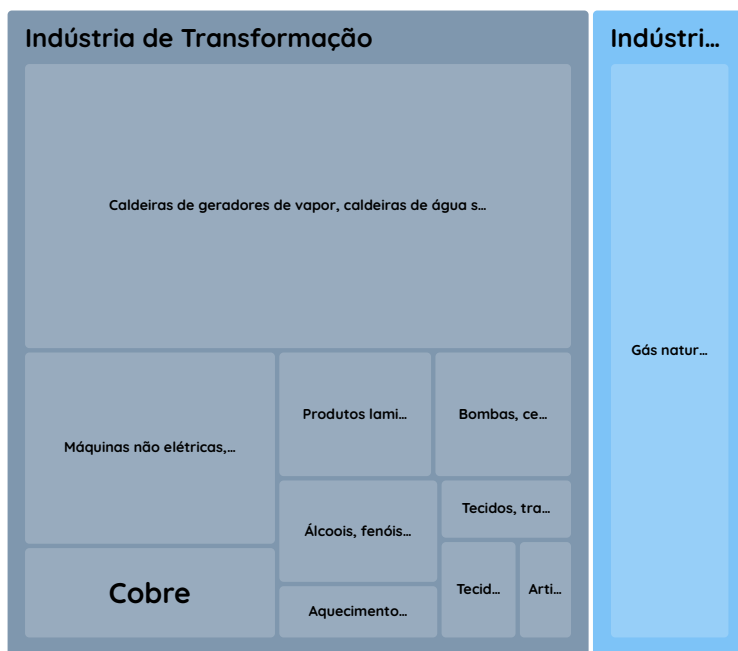 Indústria de Transformação
Indústri...
Caldeiras de geradores de vapor, caldeiras de água s...
Gás natur...
Máquinas não elétricas,...
Produtos lami...
Bombas, ce...
Álcoois, fenóis...
Tecidos, tra...
Cobre
Aquecimento...
Tecid...
Arti...